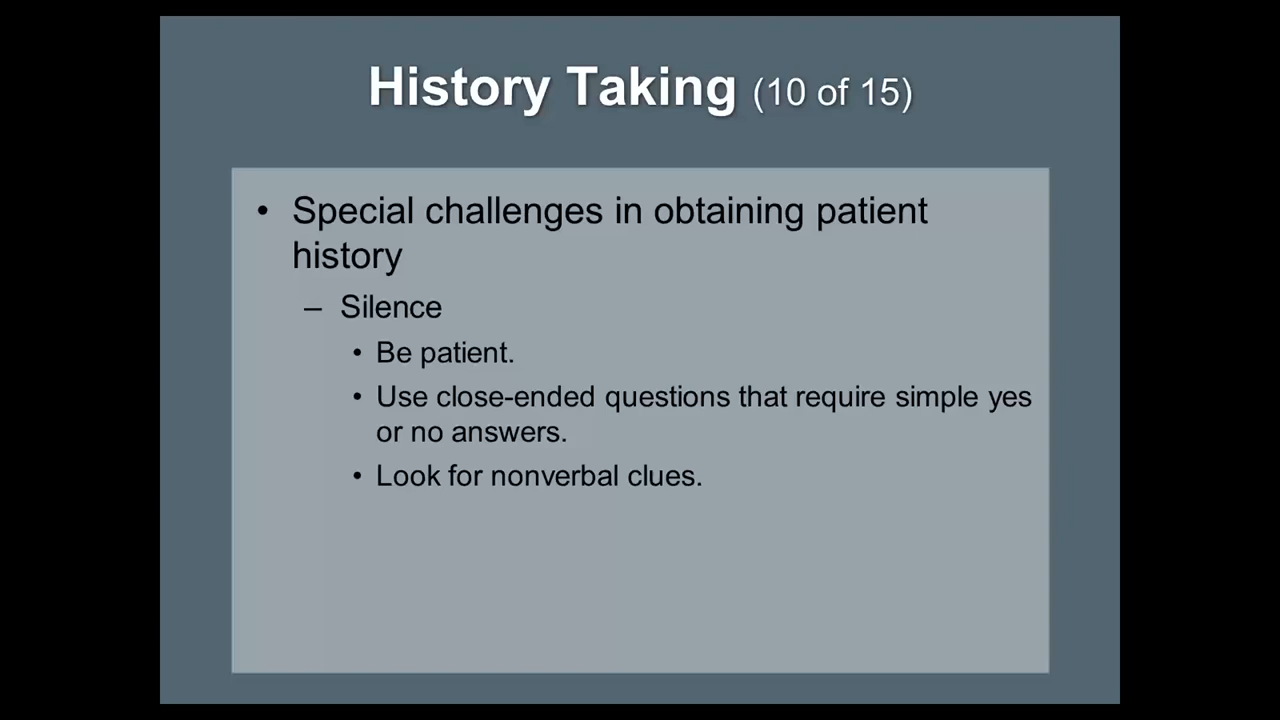 History Taking (10 of 15)
• Special challenges in obtaining patient
history
– Silence
• Be patient.
• Use close-ended questions that require simple yes
or no answers.
• Look for nonverbal clues.